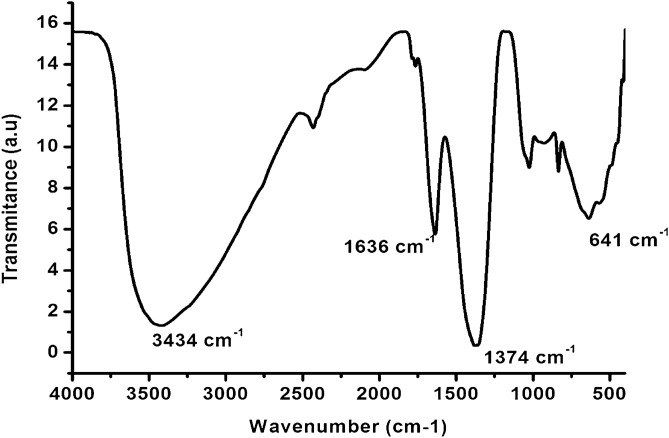 Transmitance (a.u)
16
14
12
10
8
6
4
2
0
3434 cm-1
1636 cm-1
1374 cm-1
641 cm-1
4000 3500 3000 2500 2000 1500 1000 500
Wavenumber (cm-1)